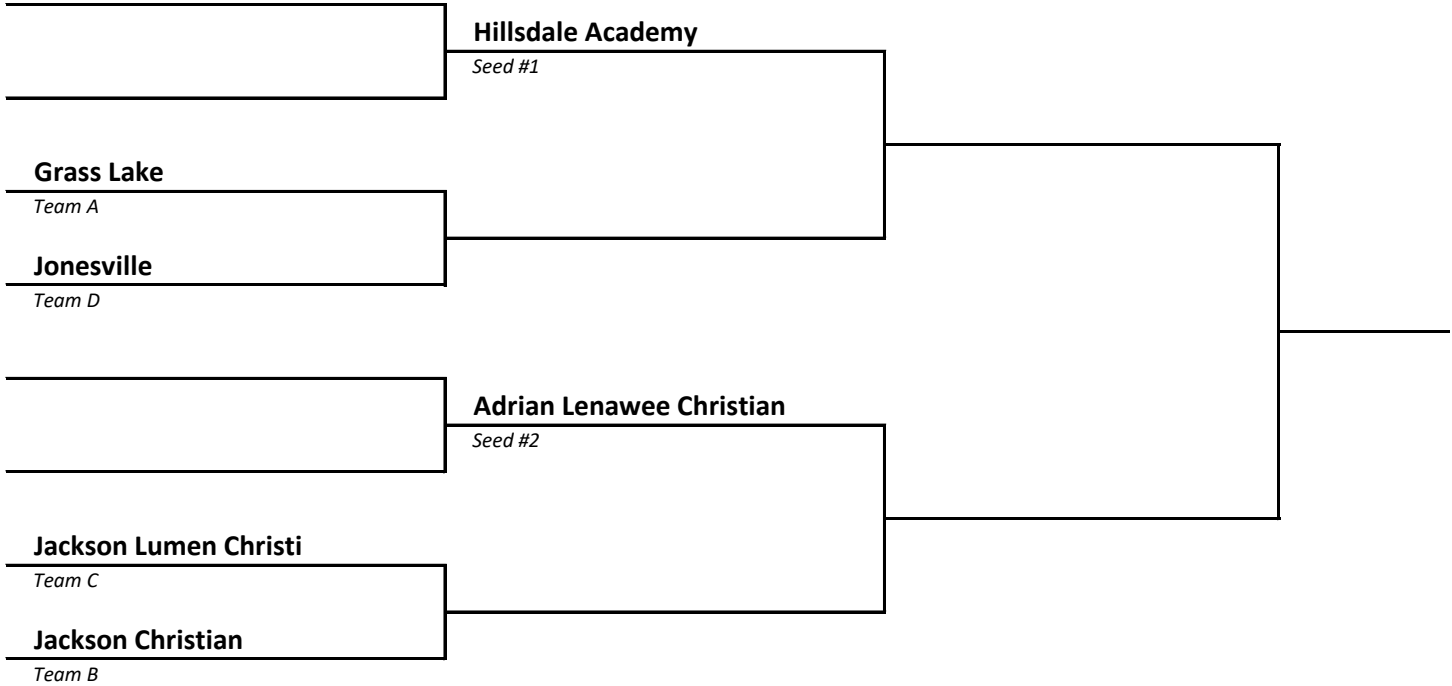 Hillsdale Academy
Seed #1
Grass Lake
Team A
Jonesville
Team D
Adrian Lenawee Christian
Seed #2
Jackson Lumen Christi
Team C
Jackson Christian
Team B